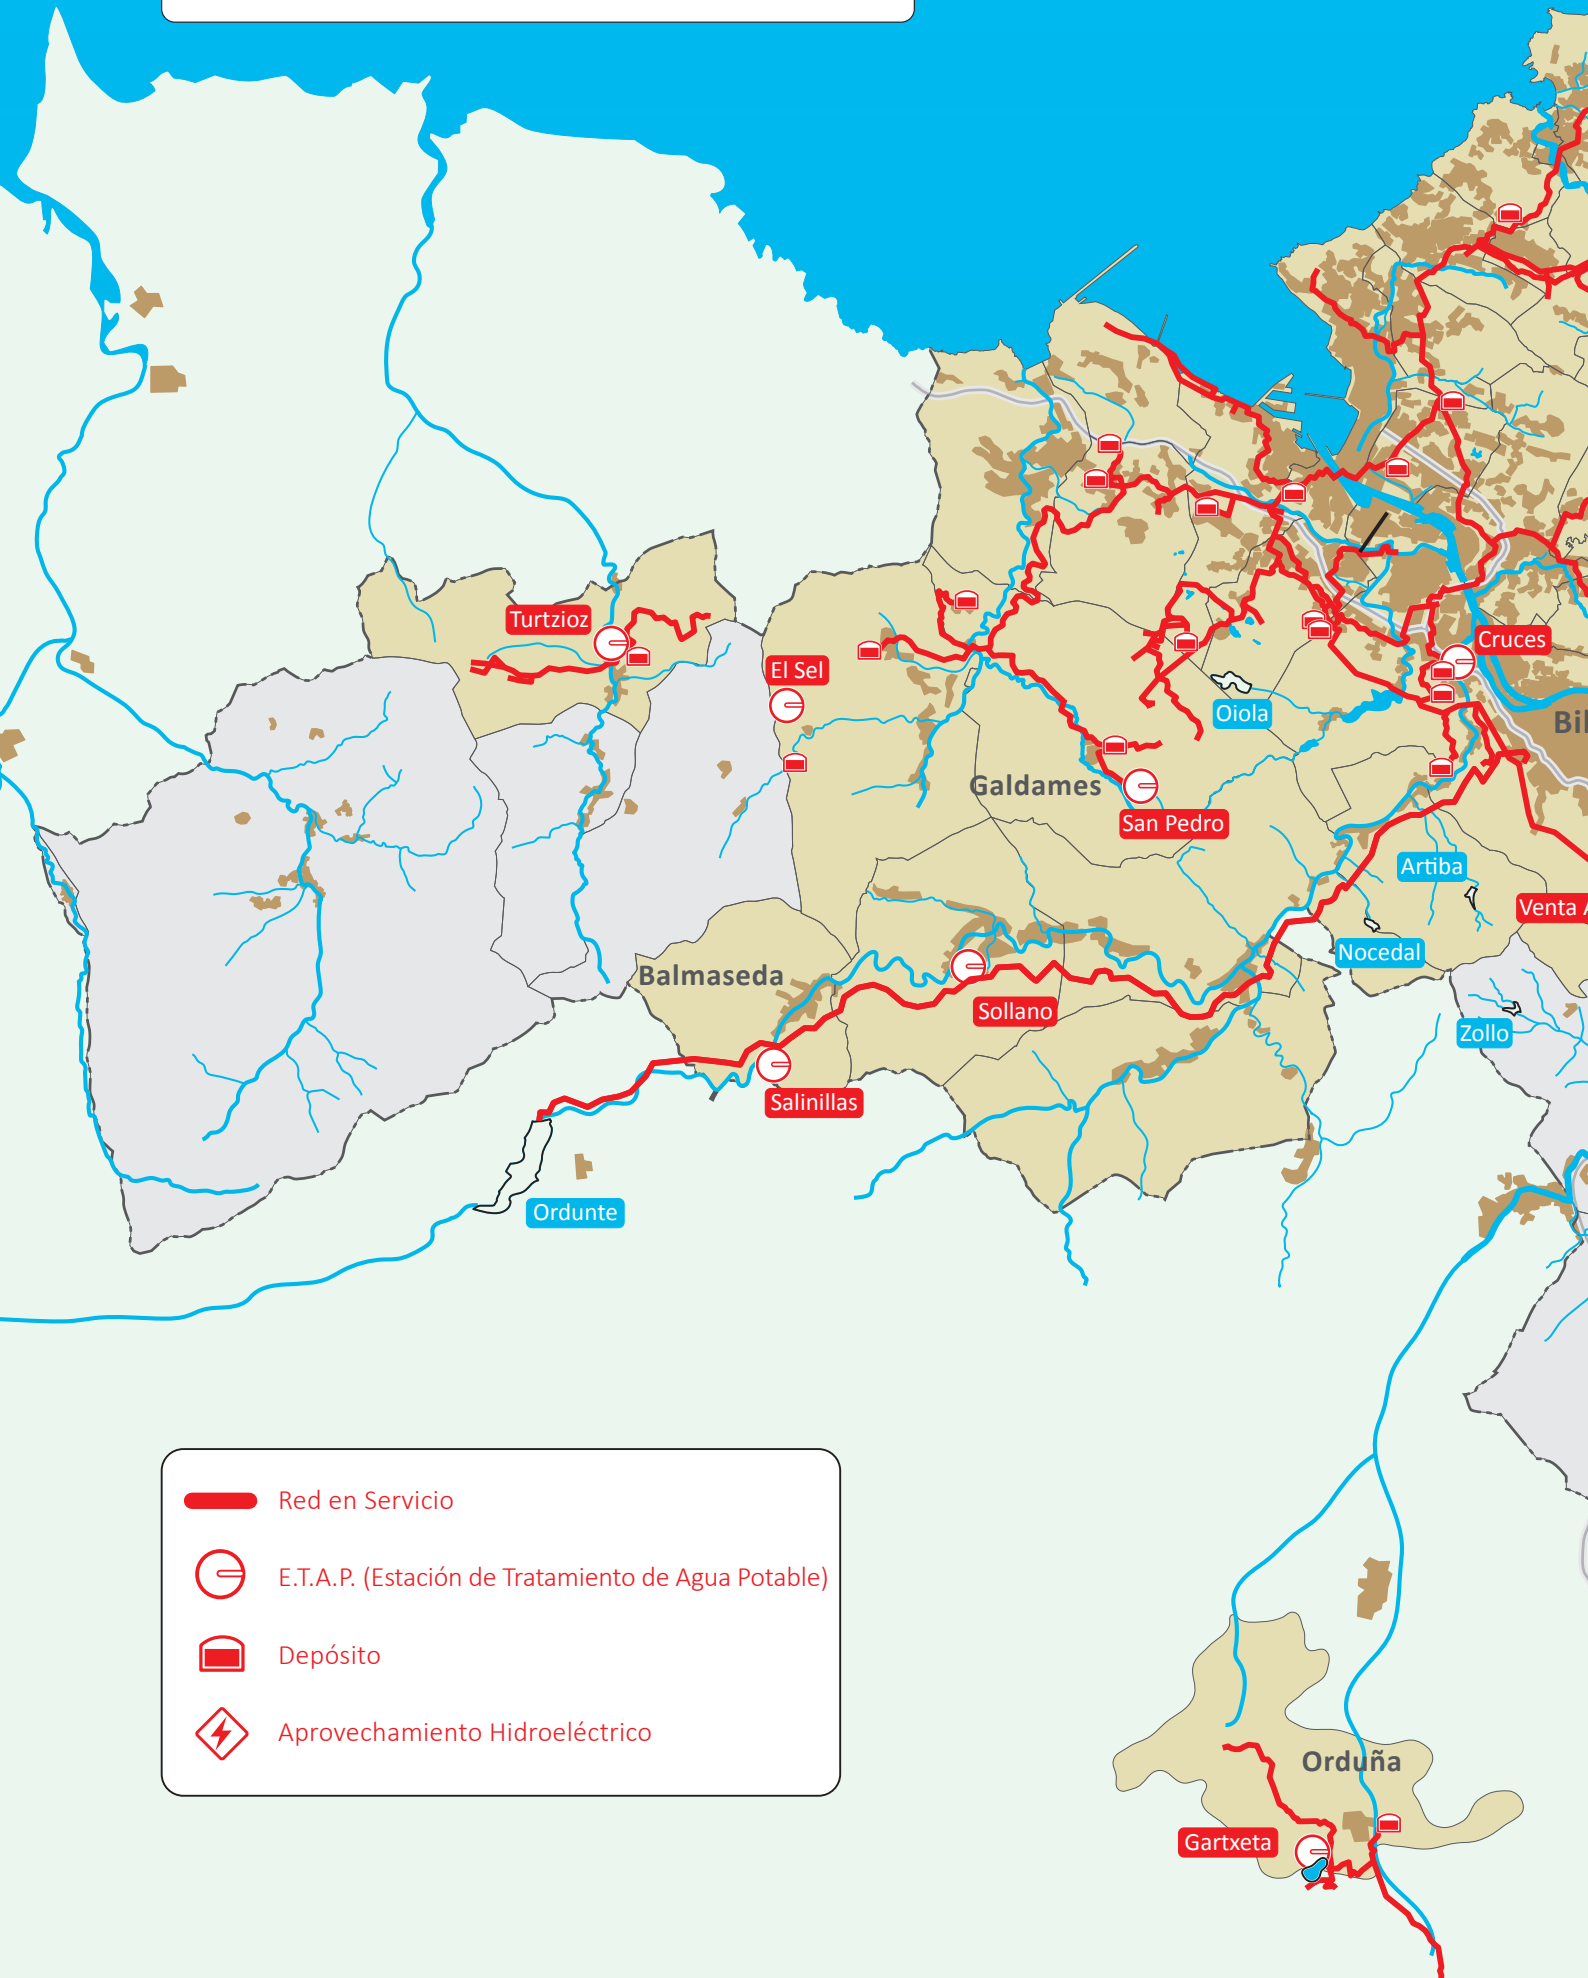 Turtzioz
El Sel
Cruces
Oiola
Bil
Galdames
San Pedro
Artiba
Venta A
Nocedal
Balmaseda
Sollano
Zollo
Salinillas
Ordunte
Red en Servicio
E.T.A.P. (Estación de Tratamiento de Agua Potable)
Depósito
Aprovechamiento Hidroeléctrico
Orduña
Gartxeta